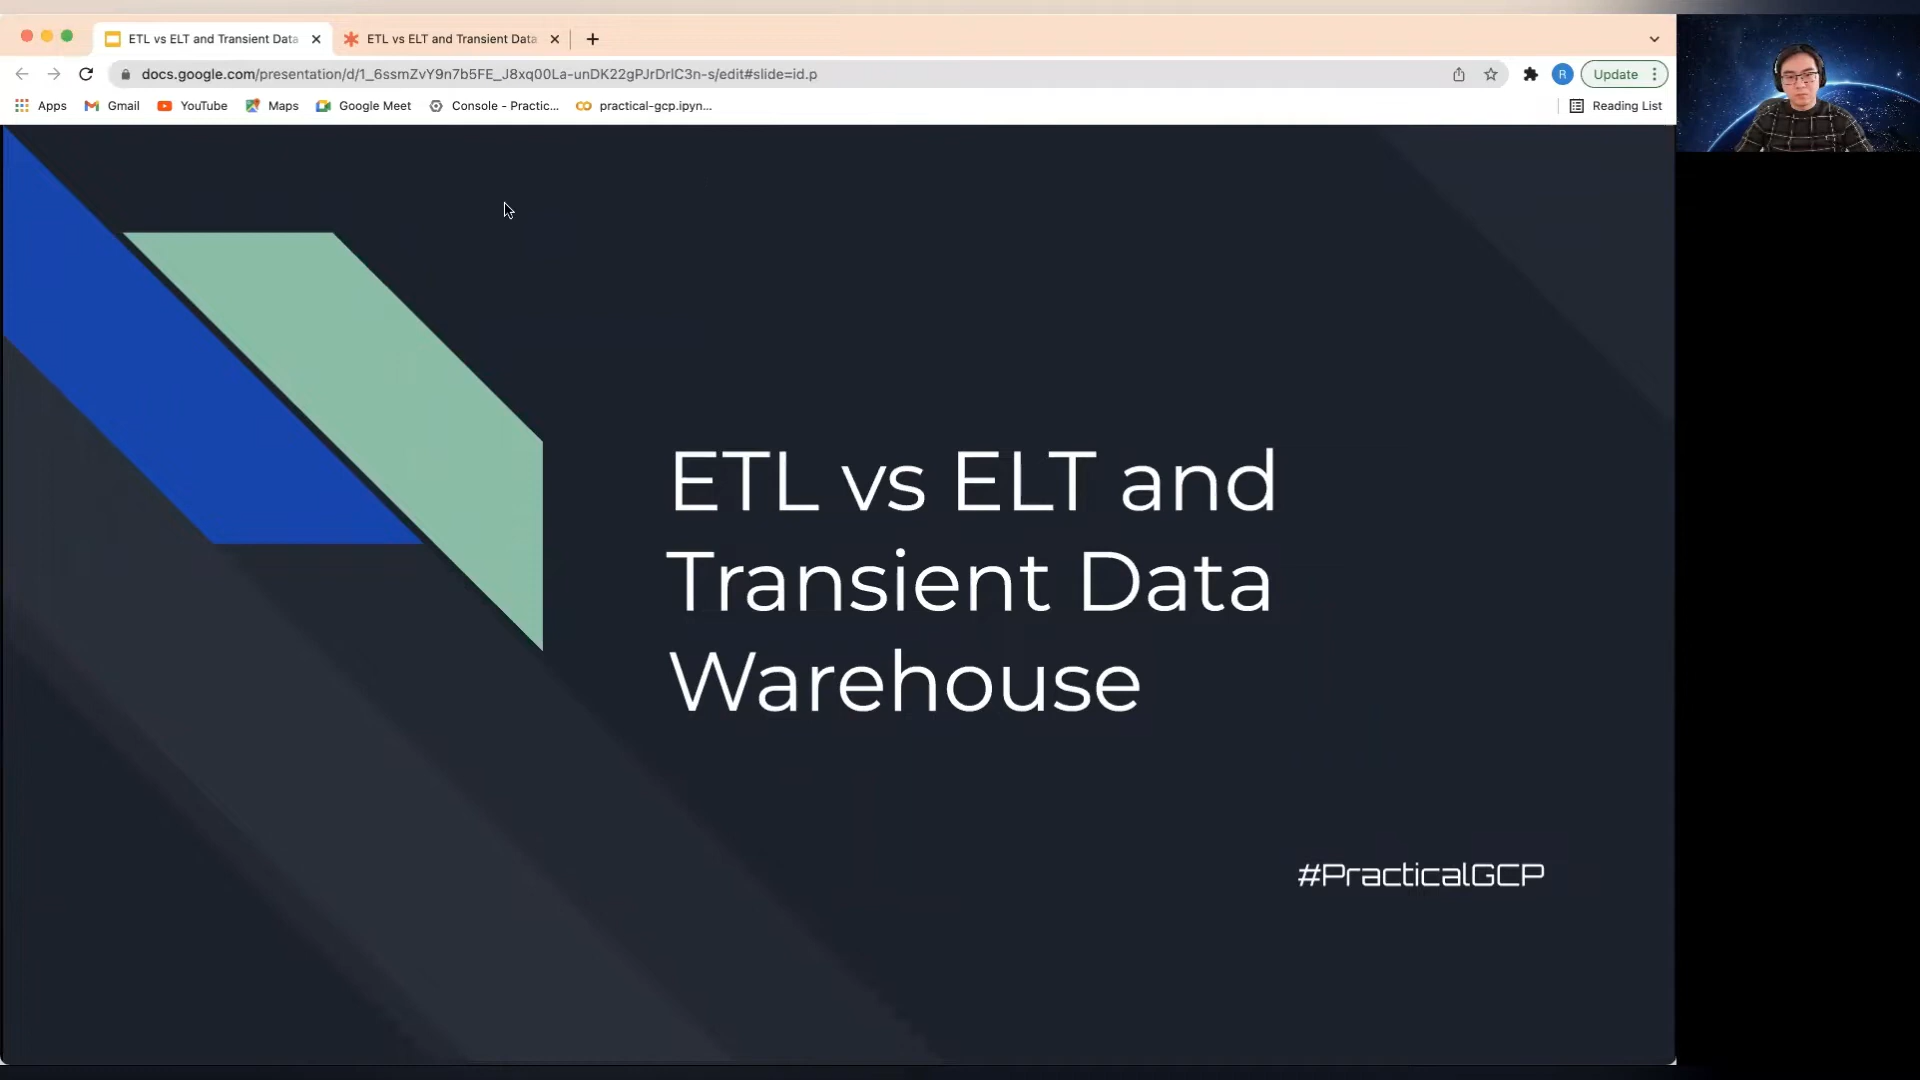 ETL vs ELT and Transient Data
ETL vs ELT and Transient Data
docs.google.com/presentation/d/1_6ssmZvY9n7b5FE_J8xq00La-unDK22gPJrDrIC3n-s/edit#slide=id.p
R
Update
Apps
Gmail
YouTube
Maps
Google Meet
Console - Practic...
practical-gcp.ipyn...
Reading List
ETL vs ELT and
Transient Data
Warehouse
#PracticalGCP